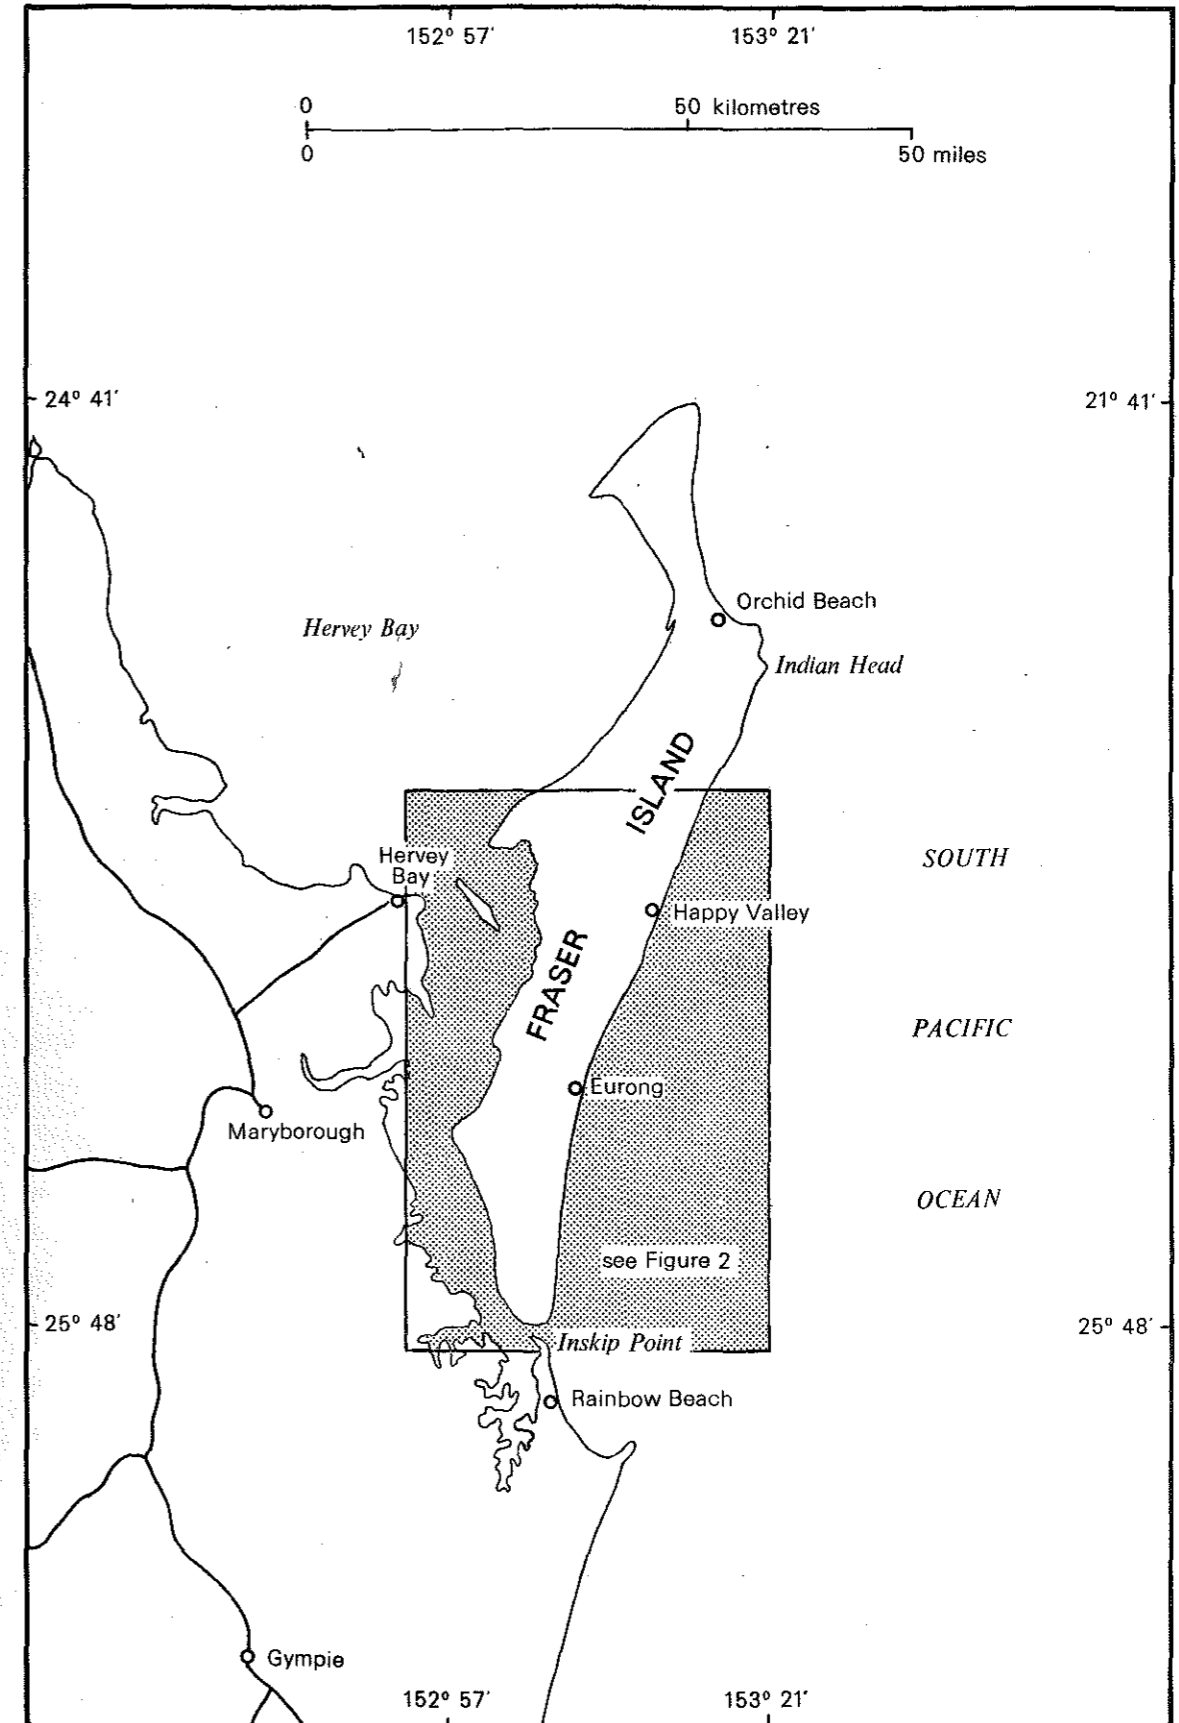 152° 57′
153° 21′
0
50 kilometres
0
50 miles
24° 41′
21° 41′
Orchid Beach
Hervey Bay
Indian Head
ISLAND
Hervey
Bay
SOUTH
Happy Valley
FRASER
PACIFIC
Eurong
Maryborough
OCEAN
see Figure 2
25° 48′
25° 48′
Inskip Point
Rainbow Beach
Gympie
152° 57′
153° 21′